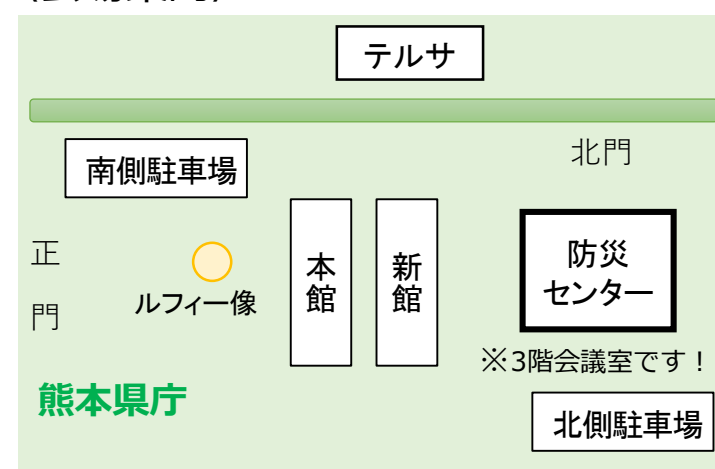 テルサ
北門
南側駐車場
正
門
ルフィー像
本
館
新
館
防災
センター
※3階会議室です！
熊本県庁
北側駐車場